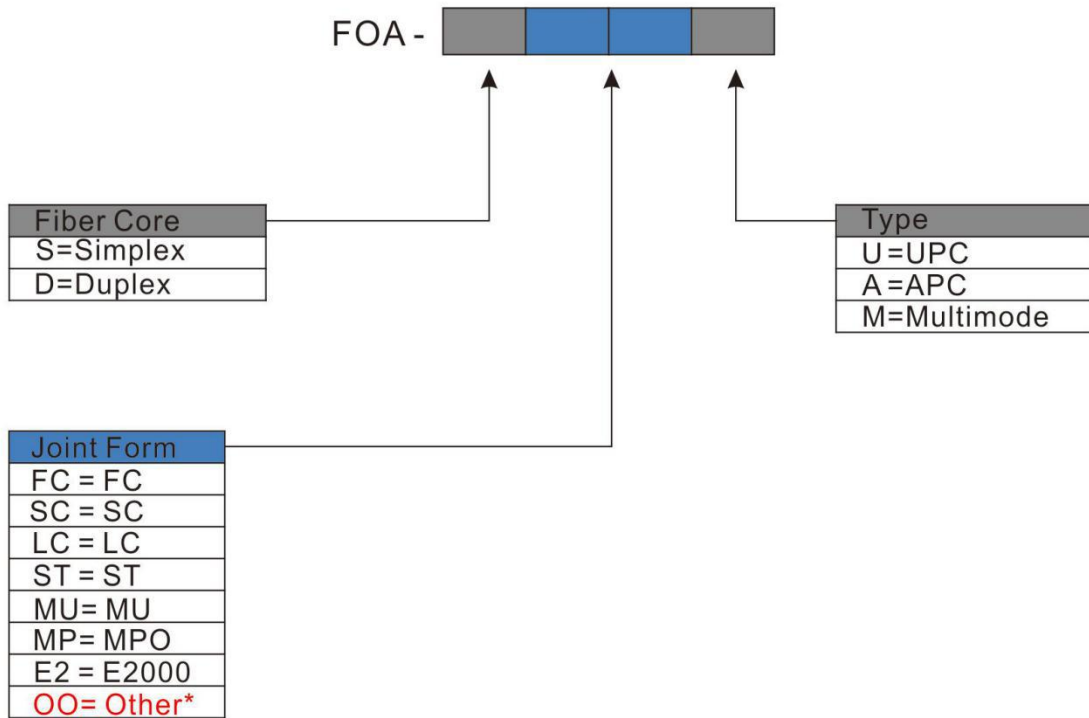 FOA -
Fiber Core
S=Simplex
D=Duplex
Type
U=UPC
A=APC
M=Multimode
Joint Form
FC = FC
SC = SC
LC = LC
ST = ST
MU= MU
MP= MPO
E2 = E2000
OO= Other*